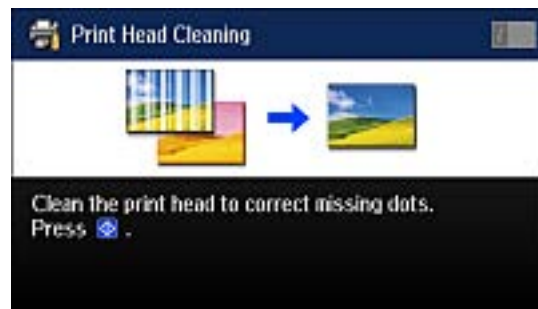 Print Head Cleaning
Clean the print head to correct missing dots.
Press .